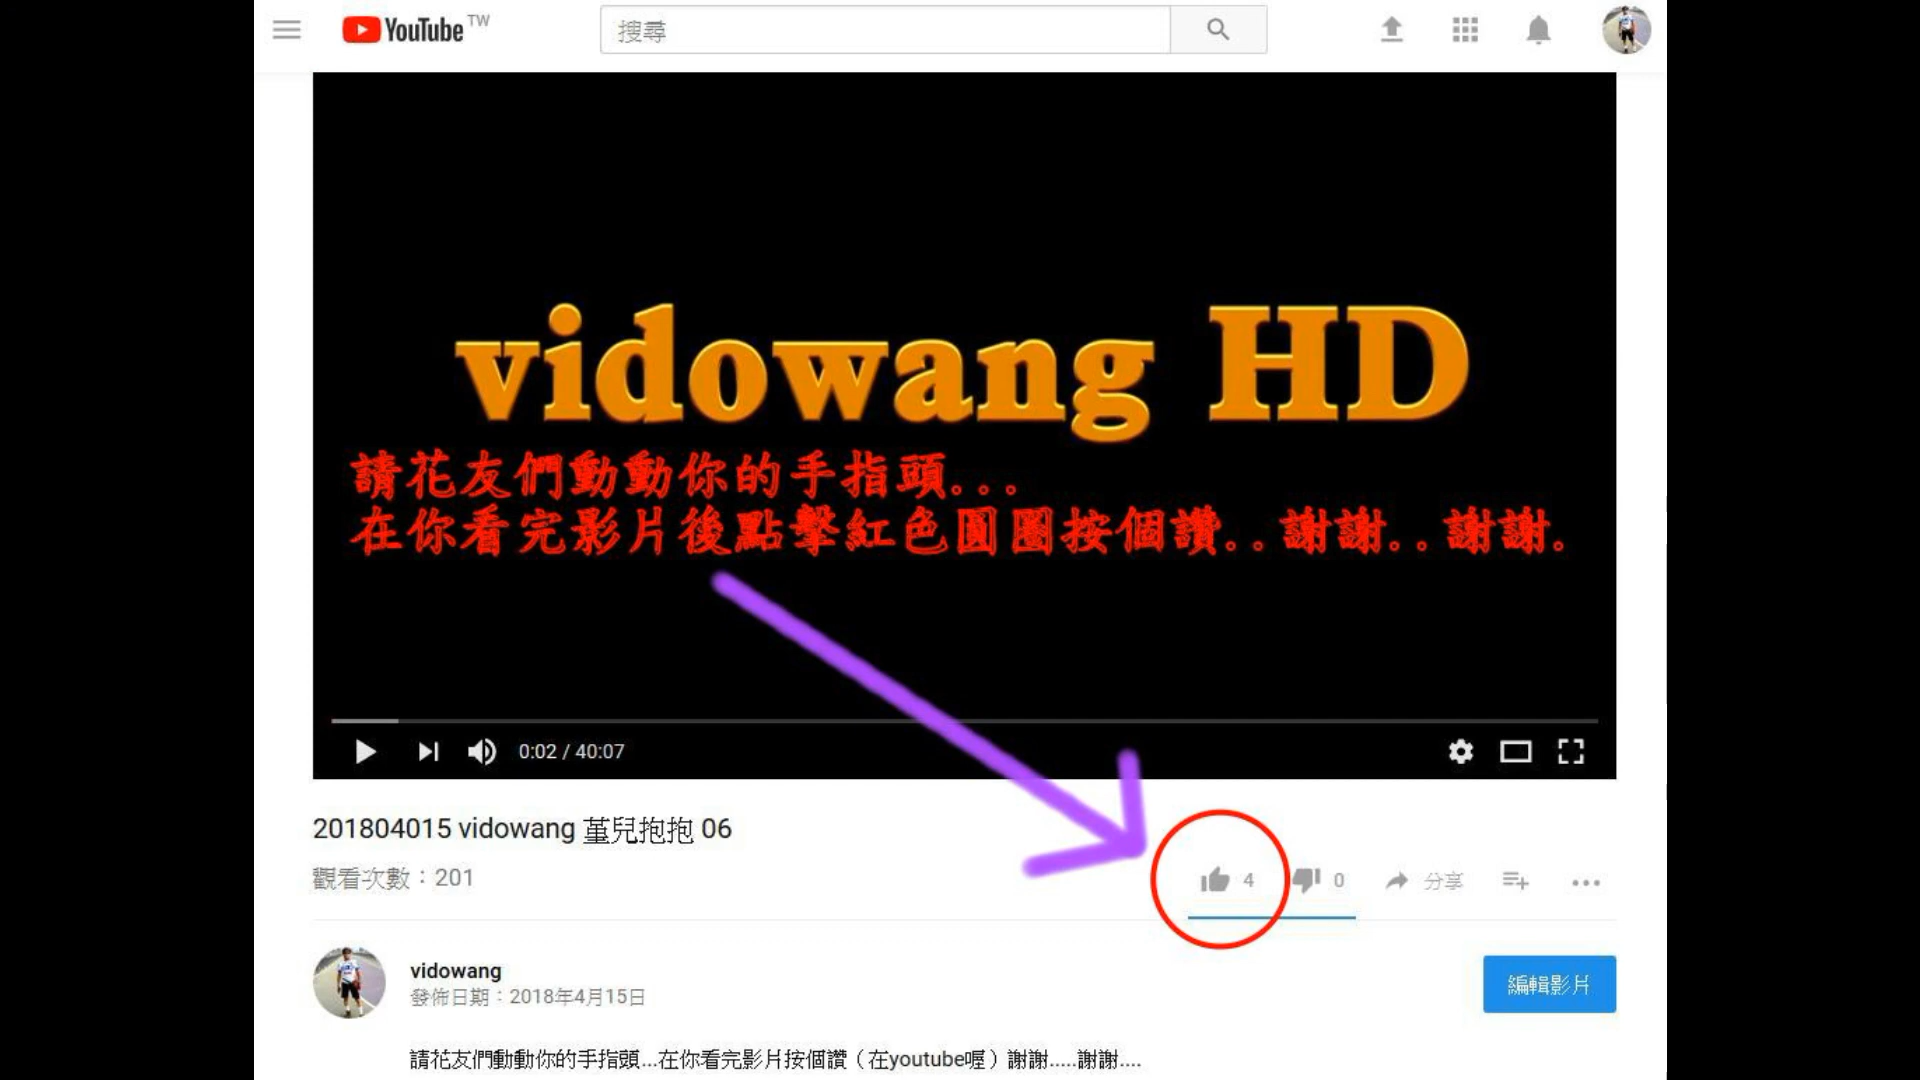 YouTube TW
搜尋
vidowang HD
請花友們動動你的手指頭...
在你看完影片後點擊紅色圓圈按個讚..謝謝..謝謝.
0:02 / 40:07
201804015 vidowang 堇兒抱抱 06
觀看次數：201
4
0
分享
vidowang
發佈日期：2018年4月15日
編輯影片
請花友們動動你的手指頭...在你看完影片按個讚（在youtube喔）謝謝.....謝謝....